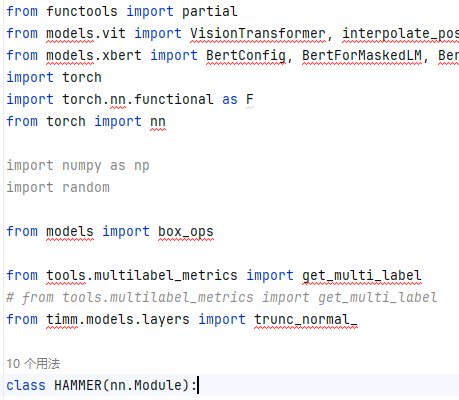 from functools import partial
from models.vit import VisionTransformer, interpolate_pos
from models.xbert import BertConfig, BertForMaskedLM, Ber
import torch
import torch.nn.functional as F
from torch import nn
import numpy as np
import random
from models import box_ops
from tools.multilabel_metrics import get_multi_label
# from tools.multilabel_metrics import get_multi_label
from timm.models.layers import trunc_normal_
10 个用法
class HAMMER(nn.Module):